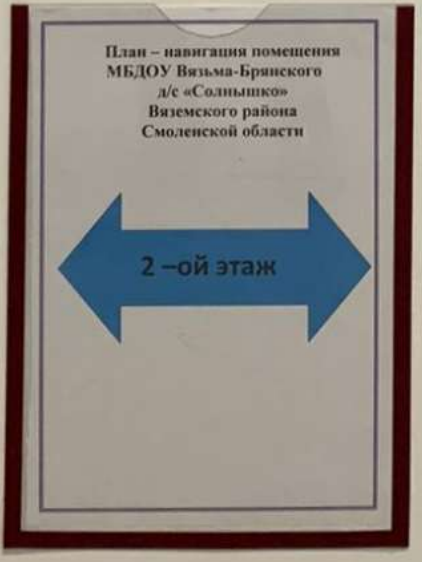 План – навигация помещения
МБДОУ Вязьма-Брянского
д/с «Солнышко»
Вяземского района
Смоленской области
2 –ой этаж